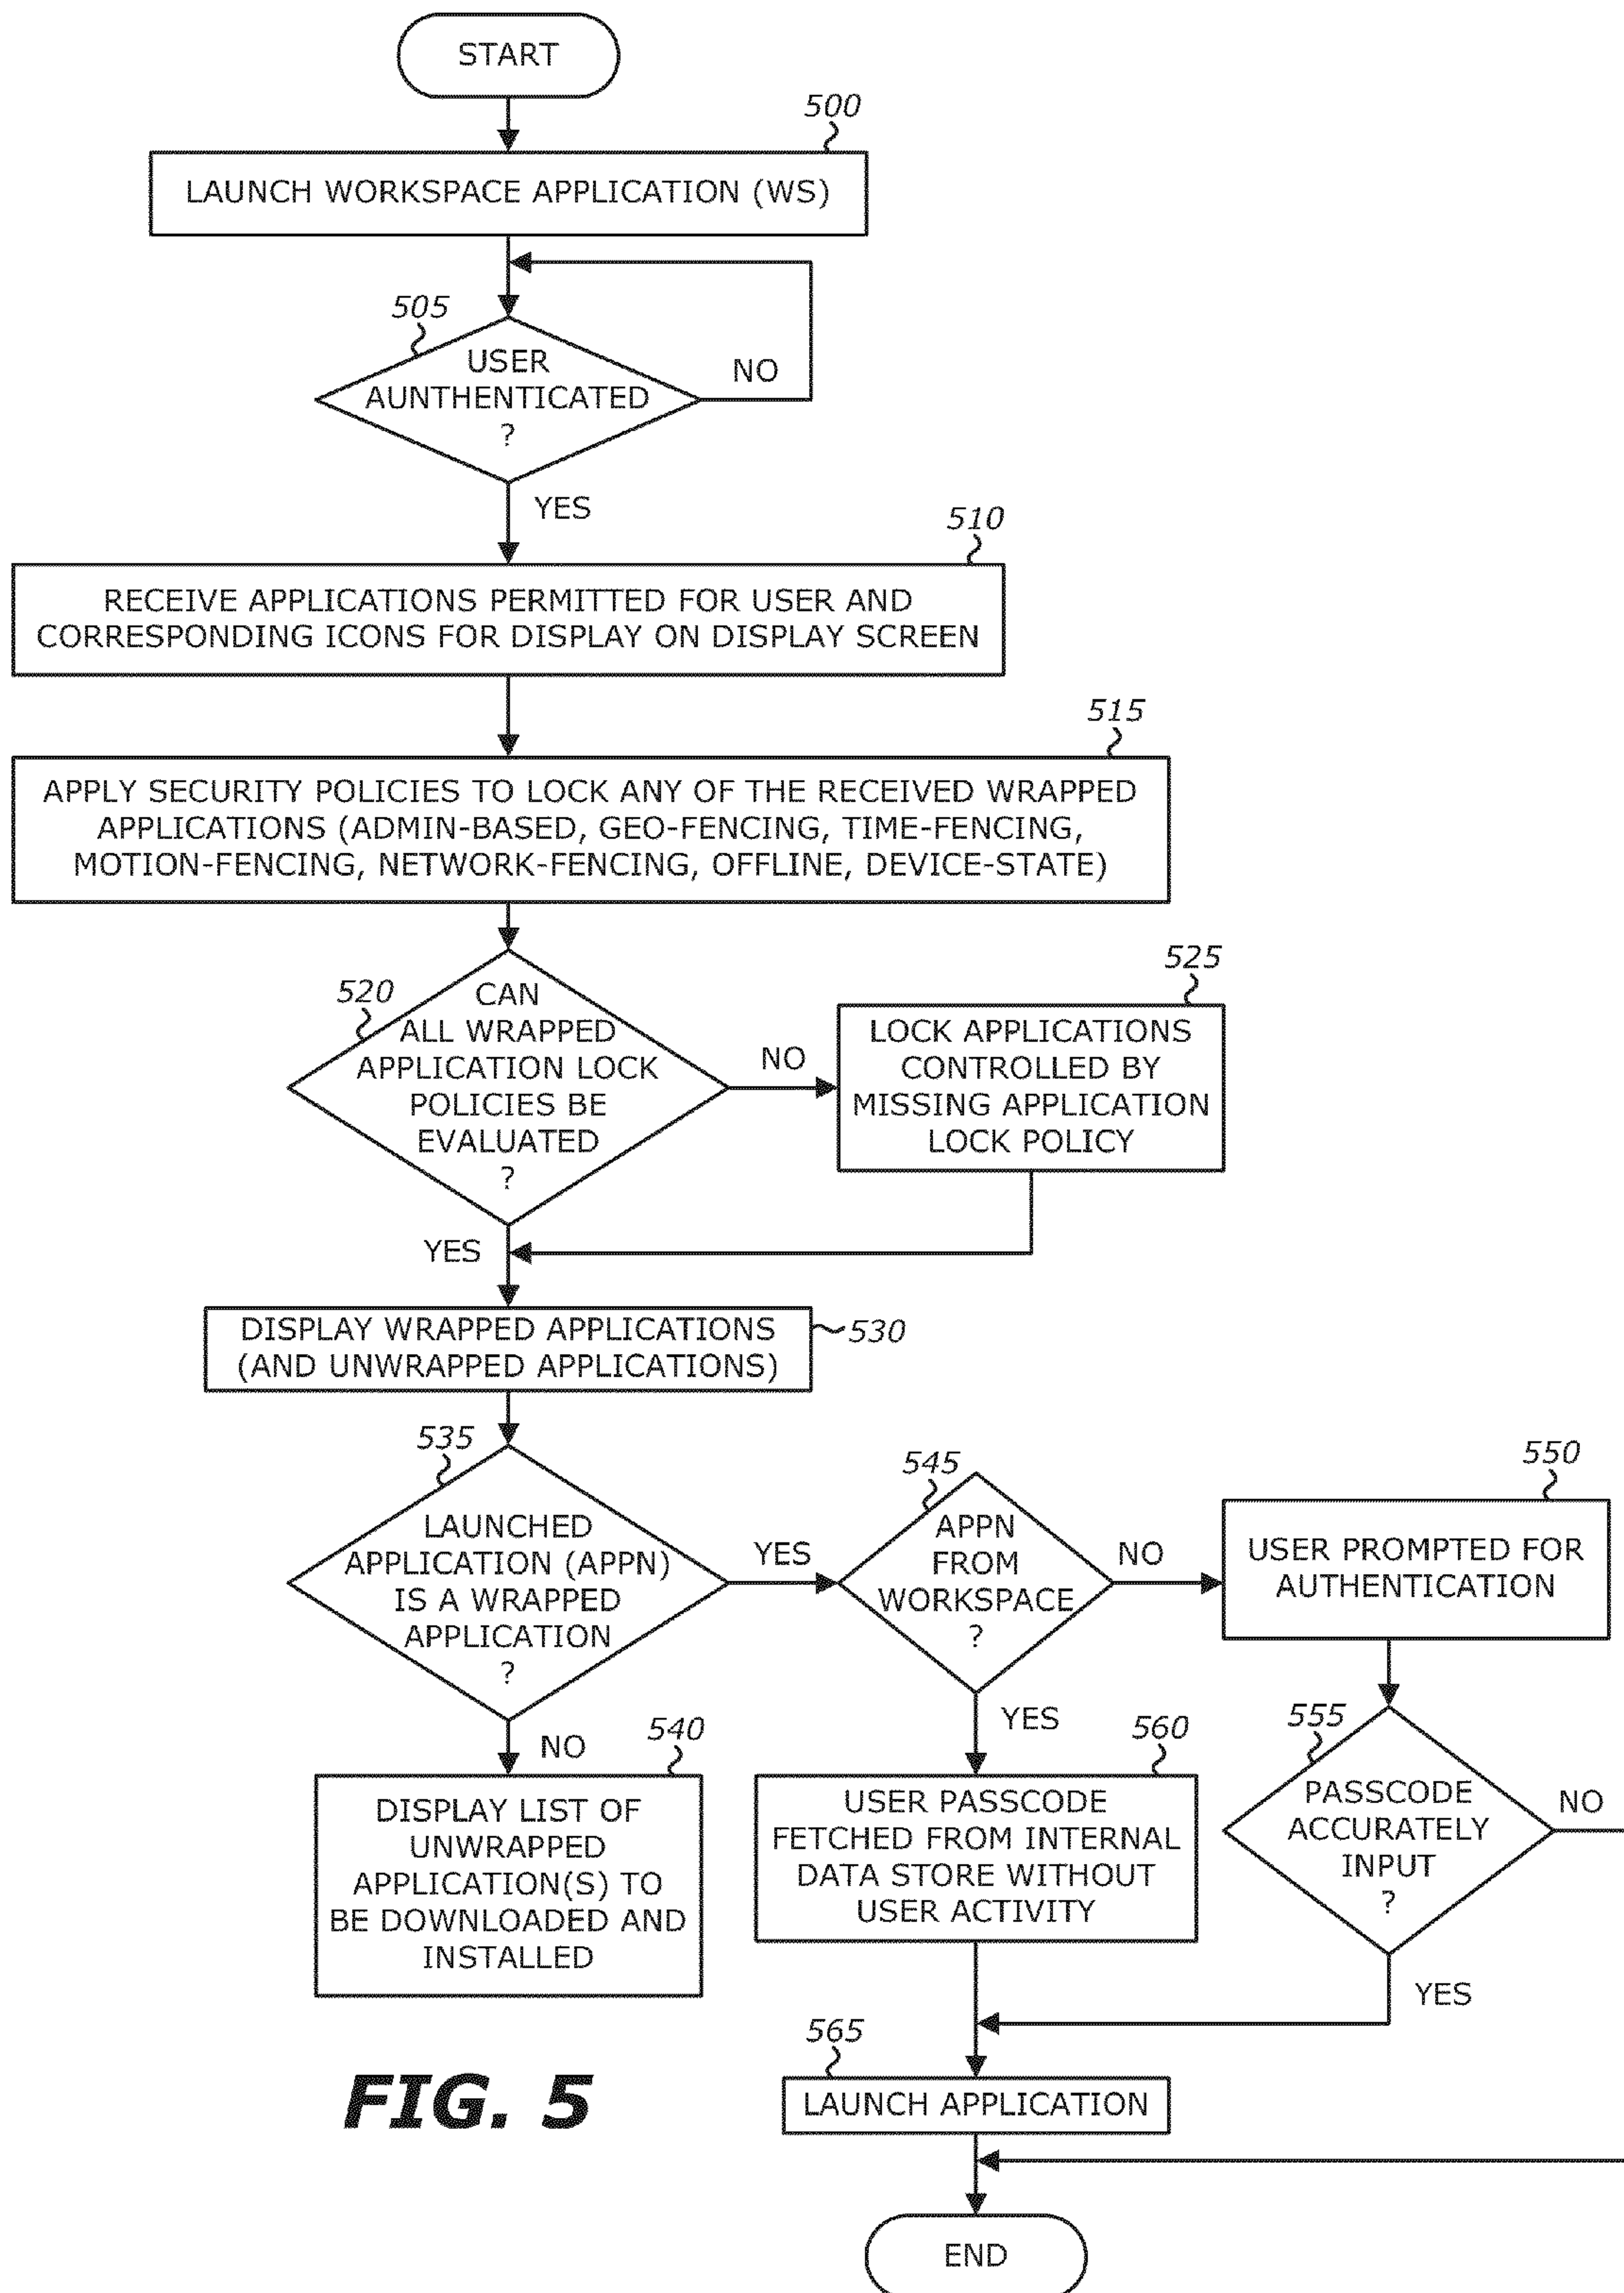 START
500
LAUNCH WORKSPACE APPLICATION (WS)
505
USER
AUNTHENTICATED
?
NO
YES
510
RECEIVE APPLICATIONS PERMITTED FOR USER AND
CORRESPONDING ICONS FOR DISPLAY ON DISPLAY SCREEN
515
APPLY SECURITY POLICIES TO LOCK ANY OF THE RECEIVED WRAPPED
APPLICATIONS (ADMIN-BASED, GEO-FENCING, TIME-FENCING,
MOTION-FENCING, NETWORK-FENCING, OFFLINE, DEVICE-STATE)
520
CAN
ALL WRAPPED
APPLICATION LOCK
POLICIES BE
EVALUATED
?
NO
YES
525
LOCK APPLICATIONS
CONTROLLED BY
MISSING APPLICATION
LOCK POLICY
DISPLAY WRAPPED APPLICATIONS
(AND UNWRAPPED APPLICATIONS)
530
535
LAUNCHED
APPLICATION (APPN)
IS A WRAPPED
APPLICATION
?
YES
NO
545
APPN
FROM
WORKSPACE
?
NO
YES
550
USER PROMPTED FOR
AUTHENTICATION
540
DISPLAY LIST OF
UNWRAPPED
APPLICATION(S) TO
BE DOWNLOADED AND
INSTALLED
560
USER PASSCODE
FETCHED FROM INTERNAL
DATA STORE WITHOUT
USER ACTIVITY
555
PASSCODE
ACCURATELY
INPUT
?
NO
YES
565
LAUNCH APPLICATION
FIG. 5
END